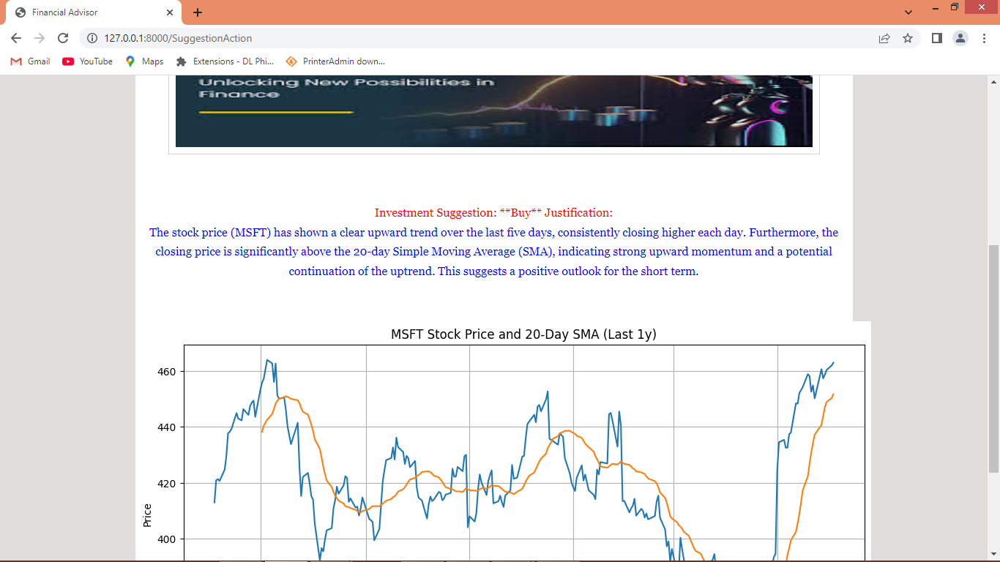 Financial Advisor
127.0.0.1:8000/SuggestionAction
Gmail
YouTube
Maps
Extensions - DL Phi...
PrinterAdmin down...
Unlocking New Possibilities in
Finance
Investment Suggestion: **Buy** Justification:
The stock price (MSFT) has shown a clear upward trend over the last five days, consistently closing higher each day. Furthermore, the
closing price is significantly above the 20-day Simple Moving Average (SMA), indicating strong upward momentum and a potential
continuation of the uptrend. This suggests a positive outlook for the short term.
MSFT Stock Price and 20-Day SMA (Last 1y)
460
440
420
400
Price